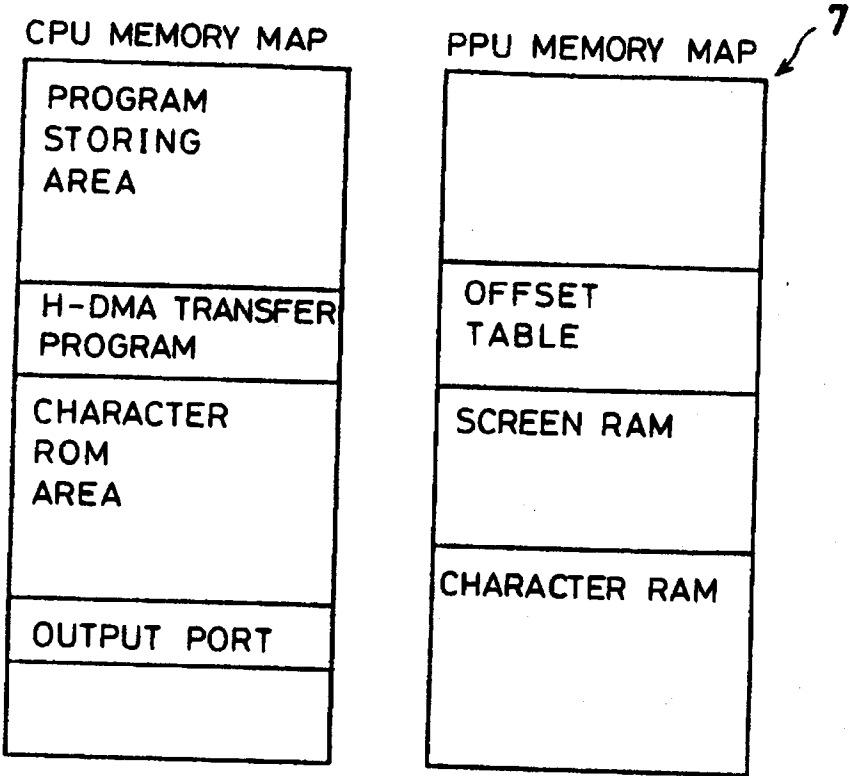 CPU MEMORY MAP
PROGRAM
STORING
AREA
H-DMA TRANSFER
PROGRAM
CHARACTER
ROM
AREA
OUTPUT PORT
PPU MEMORY MAP
7
OFFSET
TABLE
SCREEN RAM
CHARACTER RAM